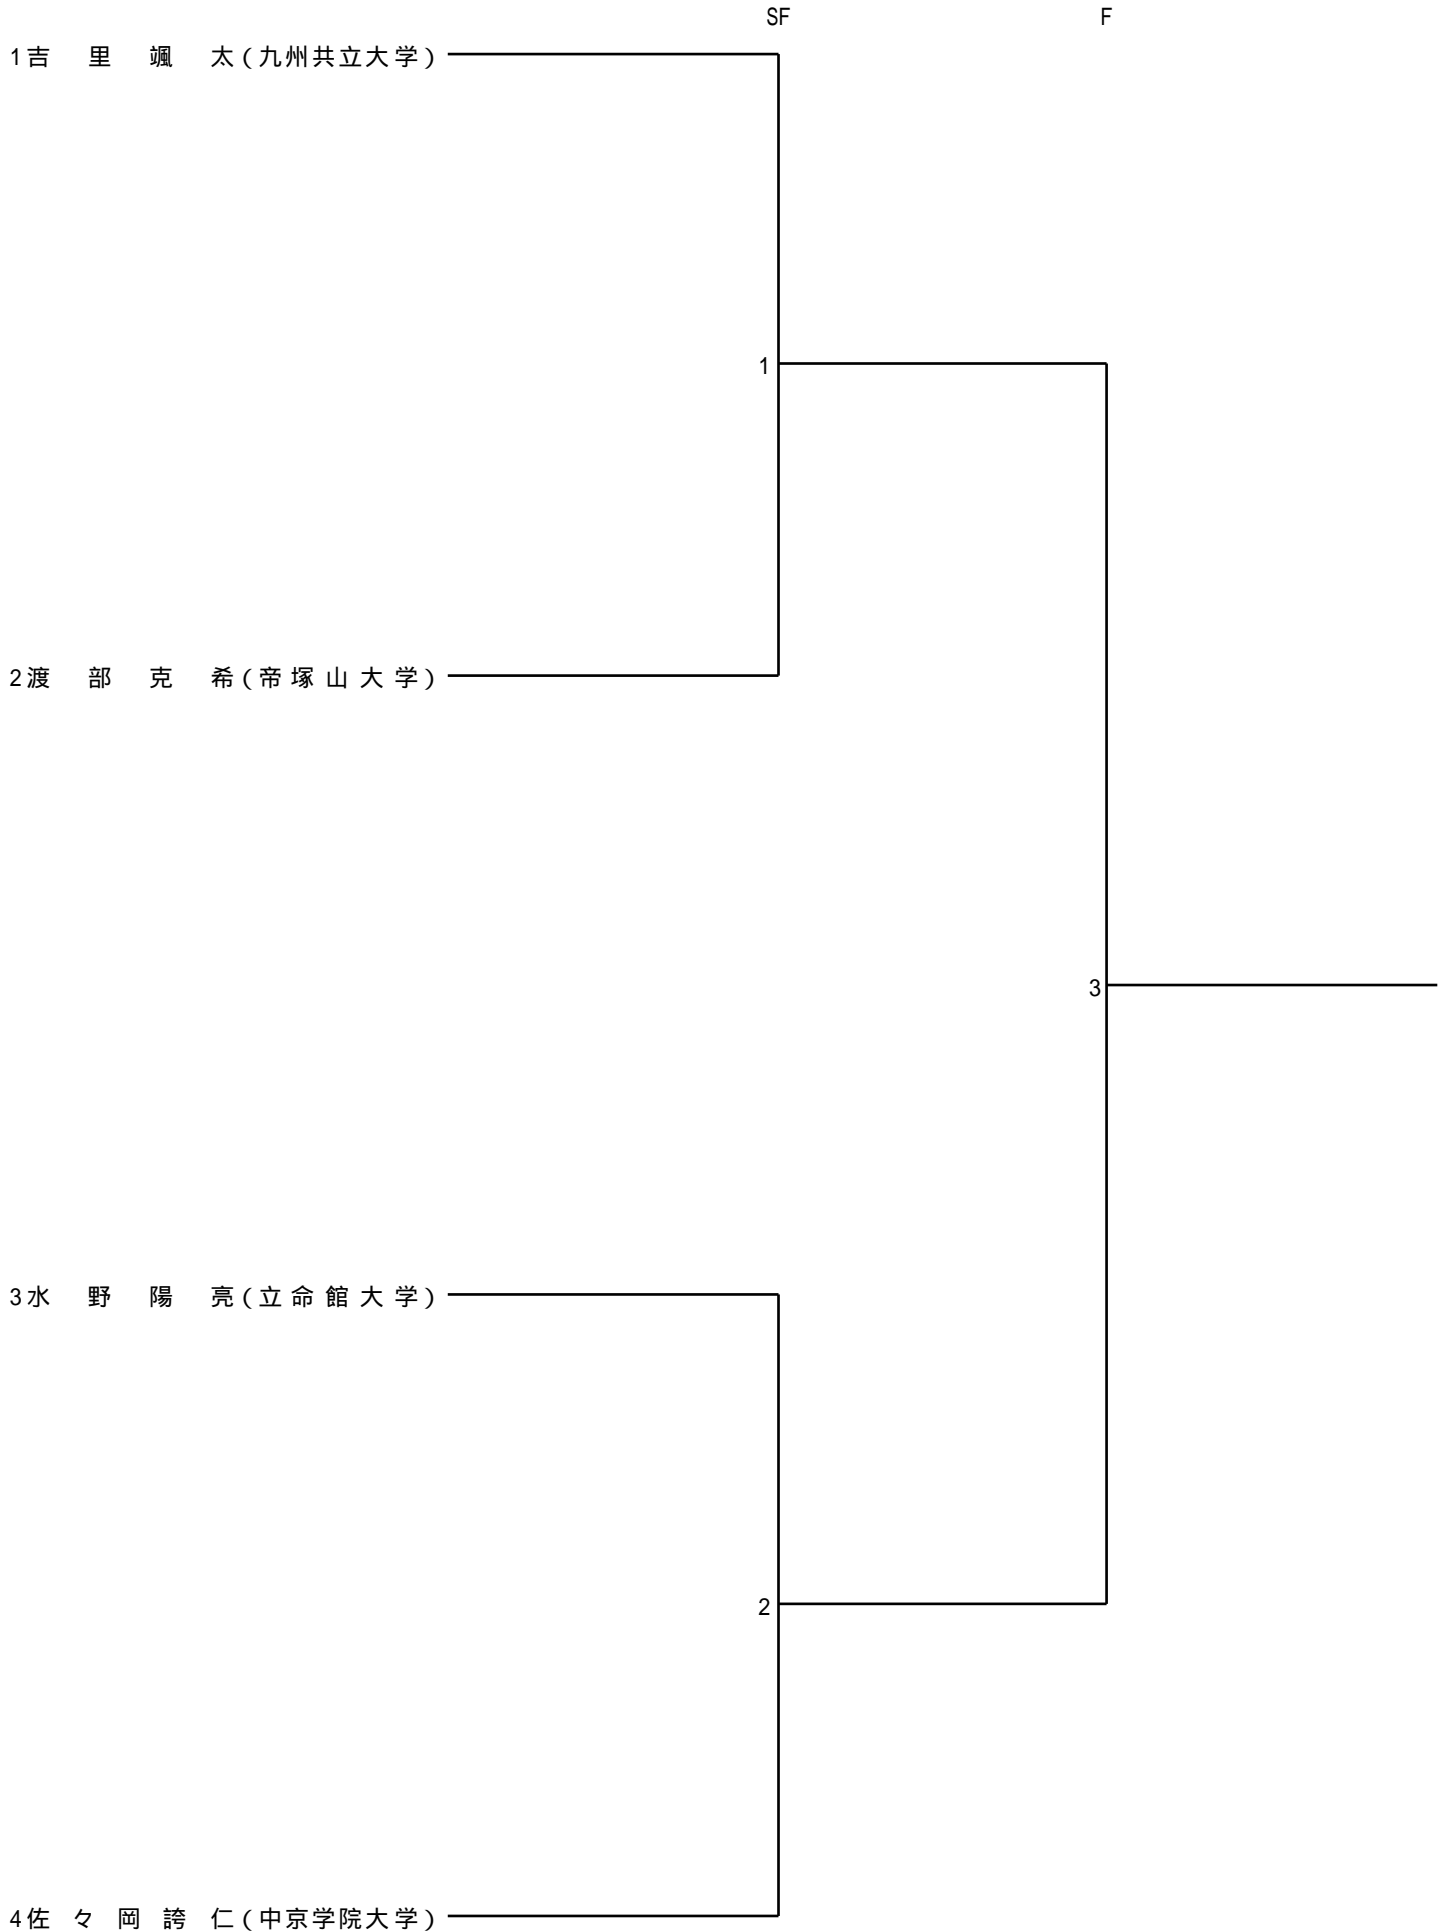 SF F
1 吉 里 颯 太 (九州共立大学)
1
2 渡 部 克 希 (帝塚山大学)
3
3 水 野 陽 亮 (立命館大学)
2
4 佐 々 岡 誇 仁 (中京学院大学)